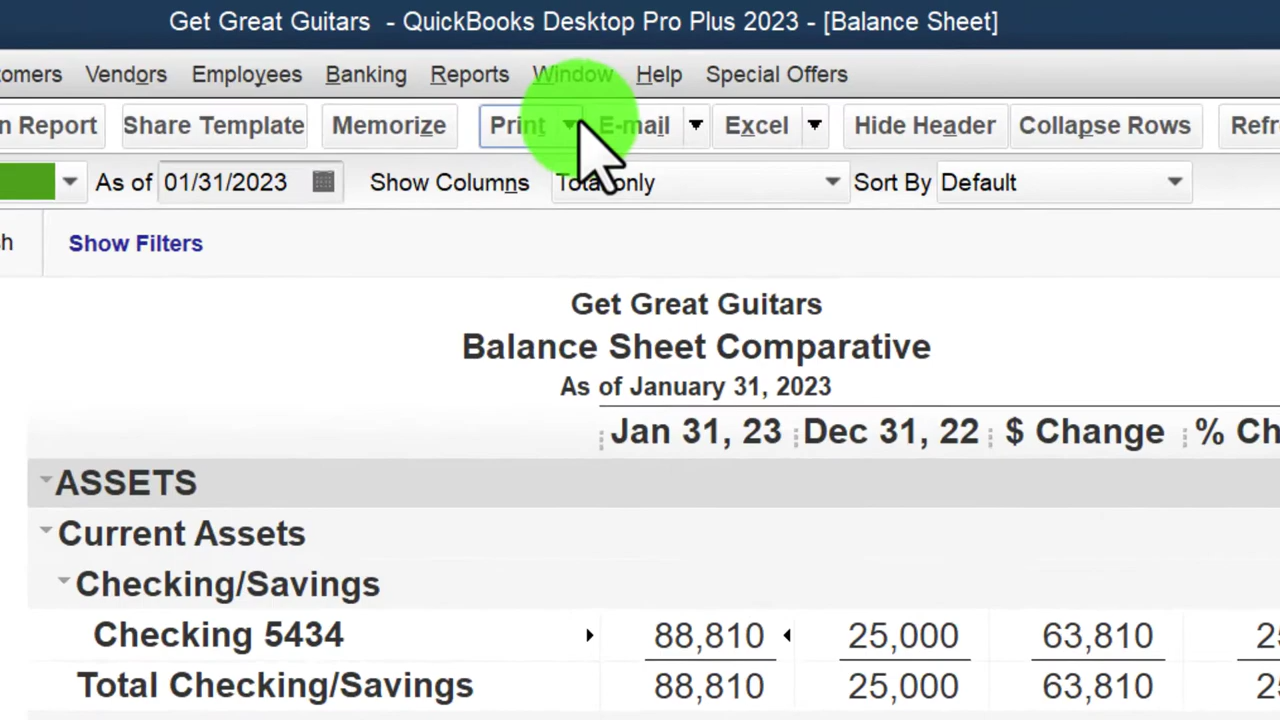 Get Great Guitars - QuickBooks Desktop Pro Plus 2023 - [Balance Sheet]
Vendors Employees Banking Reports Window Help Special Offers
Report Share Template Memorize Print E-mail Excel Hide Header Collapse Rows
As of 01/31/2023 Show Columns Total only Sort By Default
Show Filters
Get Great Guitars
Balance Sheet Comparative
As of January 31, 2023
Jan 31, 23 Dec 31, 22 $ Change %
ASSETS
Current Assets
Checking/Savings
Checking 5434 88,810 25,000 63,810
Total Checking/Savings 88,810 25,000 63,810